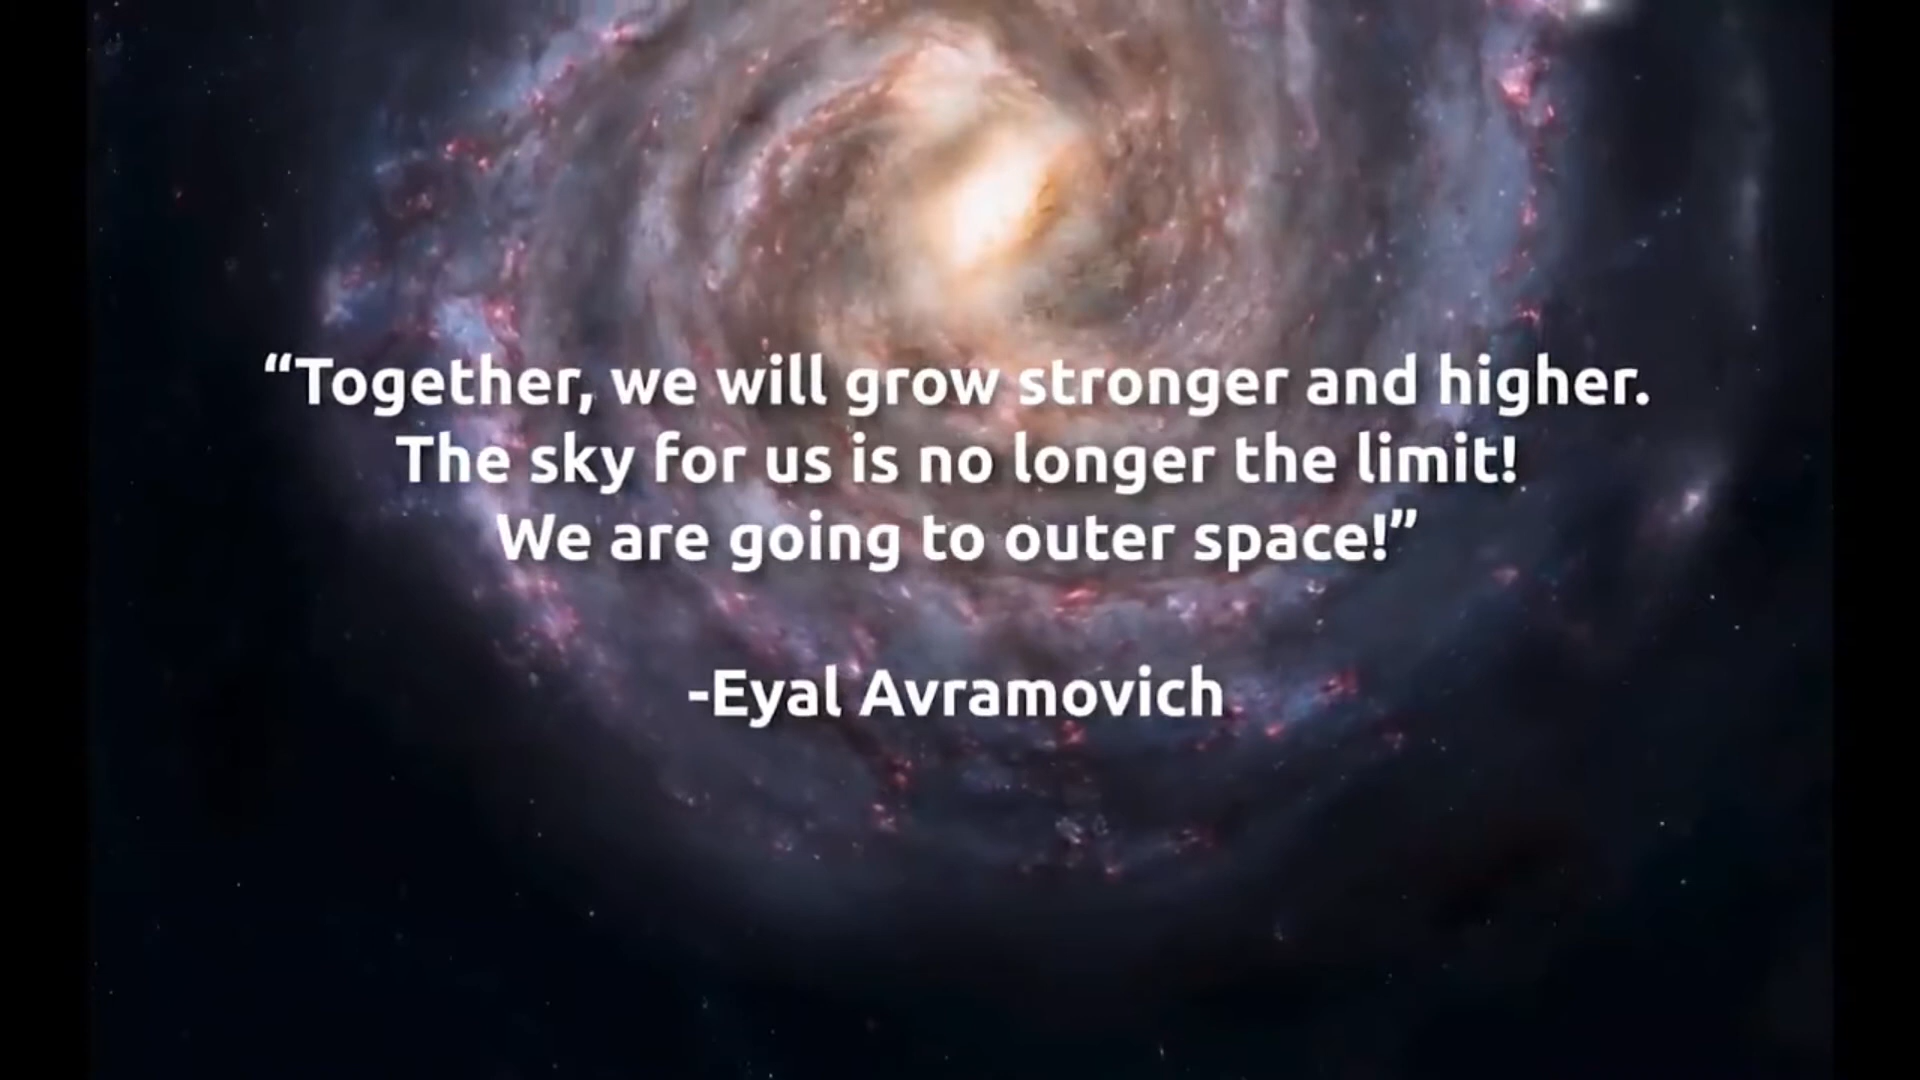 “Together, we will grow stronger and higher.
The sky for us is no longer the limit!
We are going to outer space!”
-Eyal Avramovich